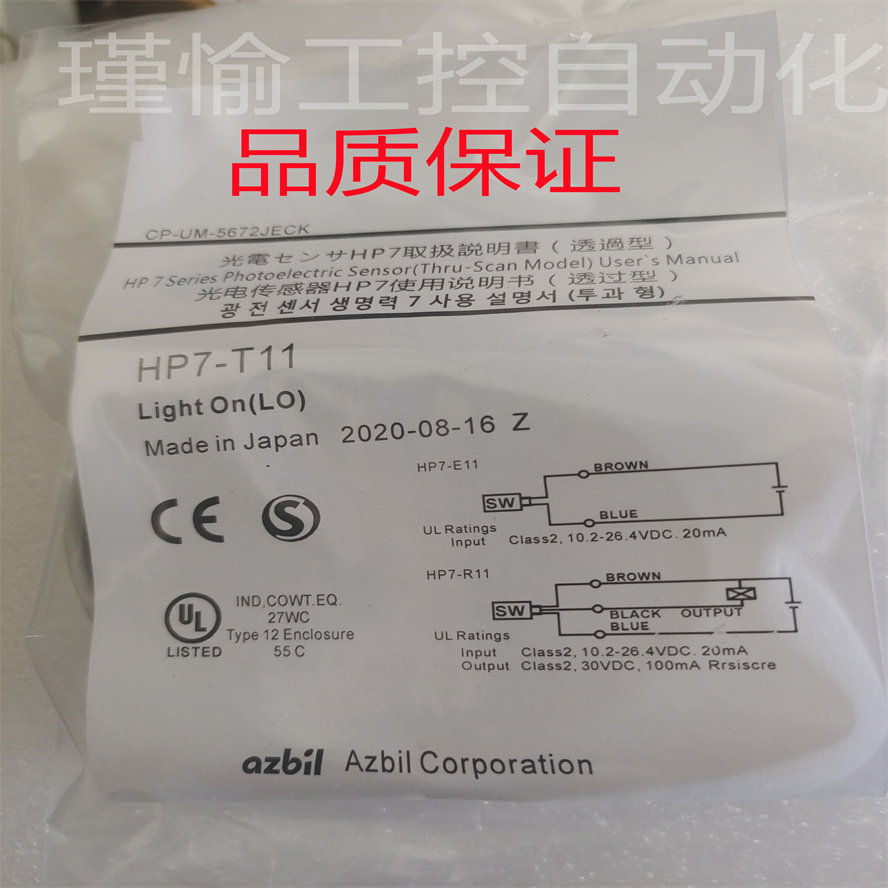 瑾愉工控自动化
品质保证
CP-UM-5672JECK
光電センサHP7取扱説明書（透過型）
HP 7 Series Photoelectric Sensor(Thru-Scan Model) User`s Manual
光电传感器HP7使用说明书（透过型）
광 전 센서 생명력 7 사용 설명서 (투과 형)
HP7-T11
Light On(LO)
Made in Japan 2020-08-16 Z
HP7-E11
BROWN
SW
BLUE
UL Ratings
Input Class2, 10.2-26.4VDC. 20mA
HP7-R11
BROWN
SW
BLACK OUTPUT
BLUE
UL Ratings
Input Class2, 10.2-26.4VDC. 20mA
Output Class2, 30VDC, 100mA Rrsiscre
CE
S
UL
LISTED
IND,COWT.EQ.
27WC
Type 12 Enclosure
55 C
azbil Azbil Corporation